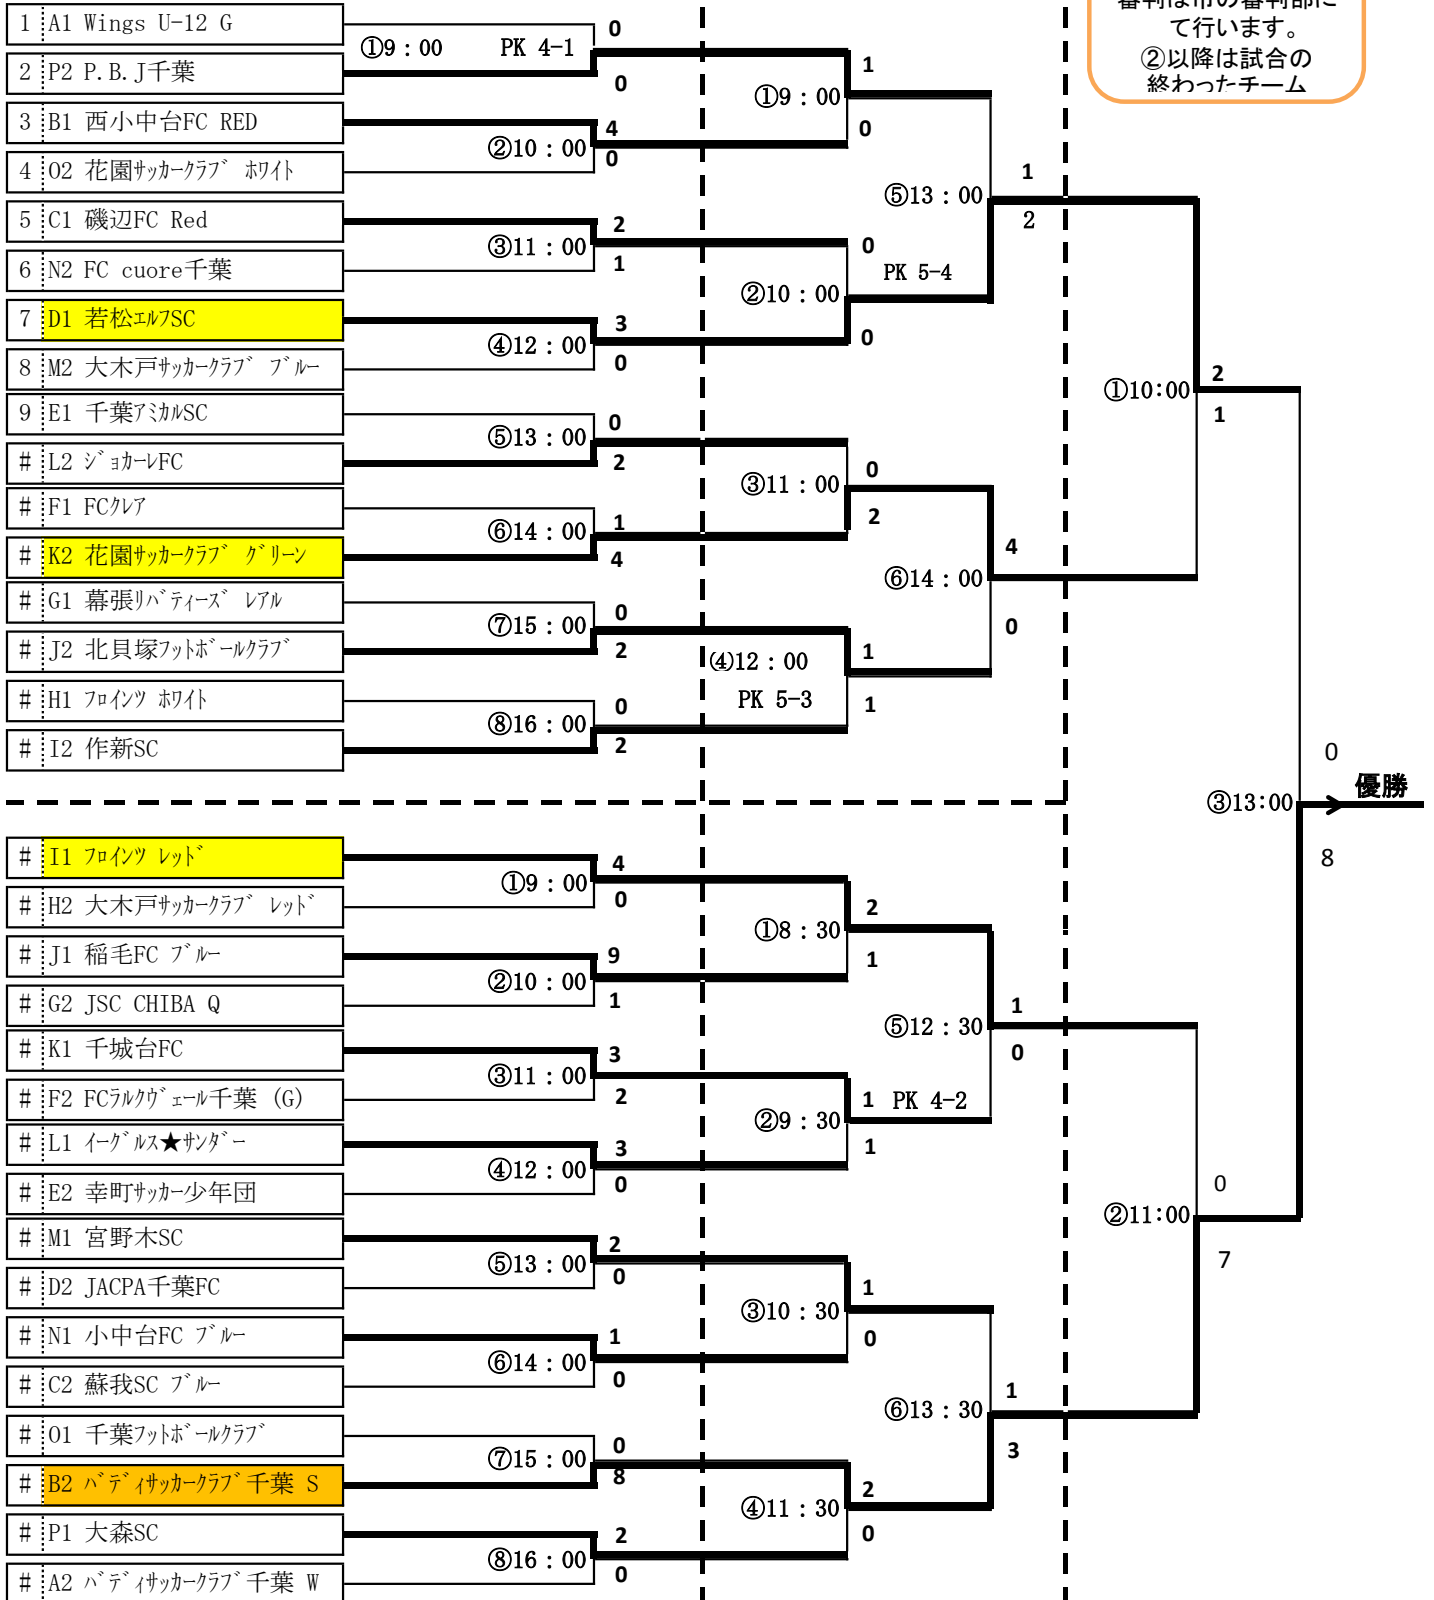 審判は市の審判部に
て行います。
②以降は試合の
終わったチーム
1 A1 Wings U-12 G
①9：00 PK 4-1
0
2 P2 P.B.J千葉
0
①9：00
1
3 B1 西小中台FC RED
4
0
②10：00
0
4 O2 花園ｻｯｶｰｸﾗﾌﾞ ﾎﾜｲﾄ
⑤13：00
1
2
5 C1 磯辺FC Red
2
③11：00
0
6 N2 FC cuore千葉
1
PK 5-4
②10：00
7 D1 若松ｴﾙﾌSC
3
④12：00
0
8 M2 大木戸ｻｯｶｰｸﾗﾌﾞ ﾌﾞﾙｰ
0
①10:00
2
1
9 E1 千葉ｱﾐｶﾙSC
0
⑤13：00
# L2 ｼﾞｮｶｰﾚFC
2
③11：00
0
2
# F1 FCｸﾚｱ
1
⑥14：00
# K2 花園ｻｯｶｰｸﾗﾌﾞ ｸﾞﾘｰﾝ
4
4
⑥14：00
0
# G1 幕張ﾘﾊﾞﾃｨｰｽﾞ ﾚｱﾙ
0
⑦15：00
# J2 北貝塚ﾌｯﾄﾎﾞｰﾙｸﾗﾌﾞ
2
④12：00
1
PK 5-3
1
# H1 ﾌﾛｲﾝﾂ ﾎﾜｲﾄ
0
⑧16：00
# I2 作新SC
2
0
優勝
③13:00
8
# I1 ﾌﾛｲﾝﾂ ﾚｯﾄﾞ
4
①9：00
# H2 大木戸ｻｯｶｰｸﾗﾌﾞ ﾚｯﾄﾞ
0
2
①8：30
1
# J1 稲毛FC ﾌﾞﾙｰ
9
②10：00
# G2 JSC CHIBA Q
1
1
⑤12：30
0
# K1 千城台FC
3
③11：00
# F2 FCﾗﾙｸｳﾞｪｰﾙ千葉 (G)
2
1 PK 4-2
②9：30
1
# L1 ｲｰｸﾞﾙｽ★ｻﾝﾀﾞｰ
3
④12：00
# E2 幸町ｻｯｶｰ少年団
0
0
②11:00
7
# M1 宮野木SC
2
⑤13：00
# D2 JACPA千葉FC
0
1
③10：30
0
# N1 小中台FC ﾌﾞﾙｰ
1
⑥14：00
# C2 蘇我SC ﾌﾞﾙｰ
0
1
⑥13：30
3
# O1 千葉ﾌｯﾄﾎﾞｰﾙｸﾗﾌﾞ
0
⑦15：00
# B2 ﾊﾞﾃﾞｨｻｯｶｰｸﾗﾌﾞ千葉 S
8
2
④11：30
0
# P1 大森SC
2
⑧16：00
# A2 ﾊﾞﾃﾞｨｻｯｶｰｸﾗﾌﾞ千葉 W
0